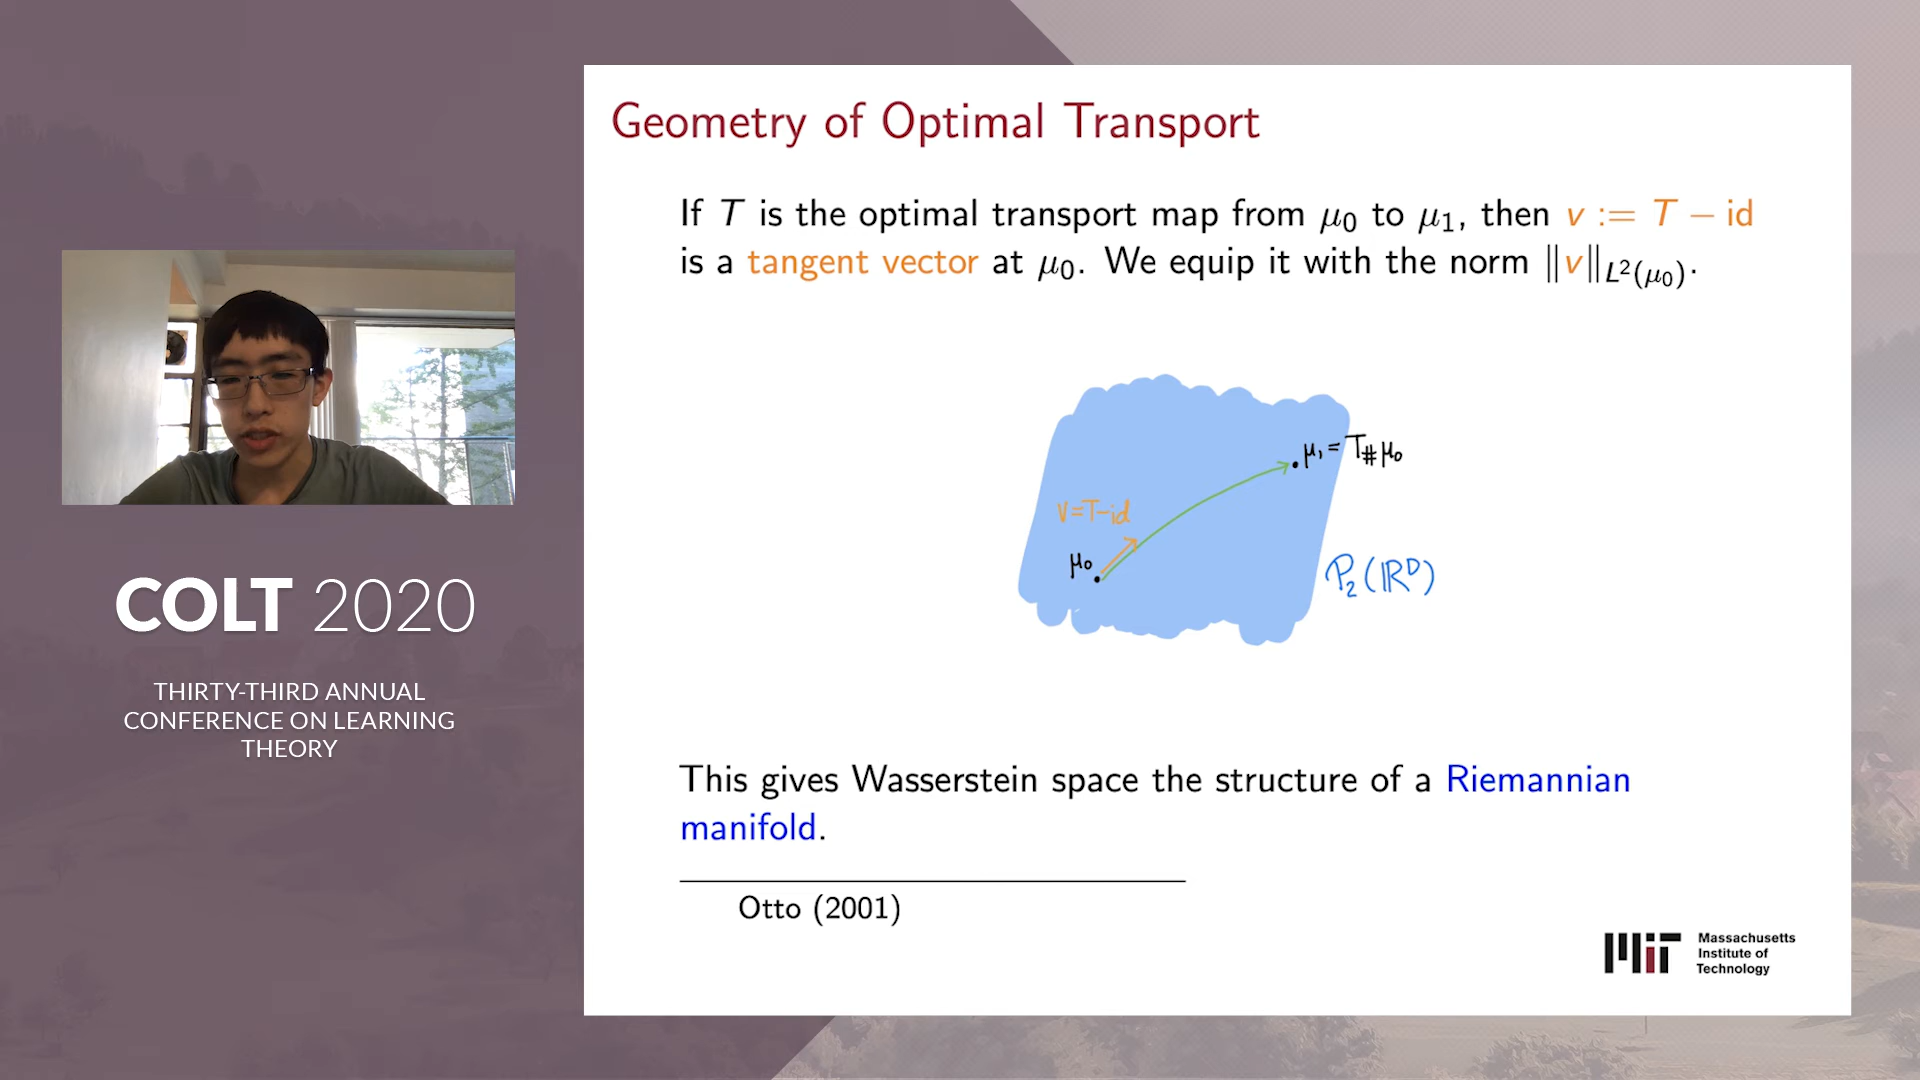 COLT 2020
THIRTY-THIRD ANNUAL
CONFERENCE ON LEARNING
THEORY
Geometry of Optimal Transport
If T is the optimal transport map from μ₀ to μ₁, then v := T − id
is a tangent vector at μ₀. We equip it with the norm ‖v‖_{L²(μ₀)}.
μ₁ = T_# μ₀
v = T−id
μ₀
P₂(ℝᴰ)
This gives Wasserstein space the structure of a Riemannian
manifold.
Otto (2001)
MIT
Massachusetts
Institute of
Technology